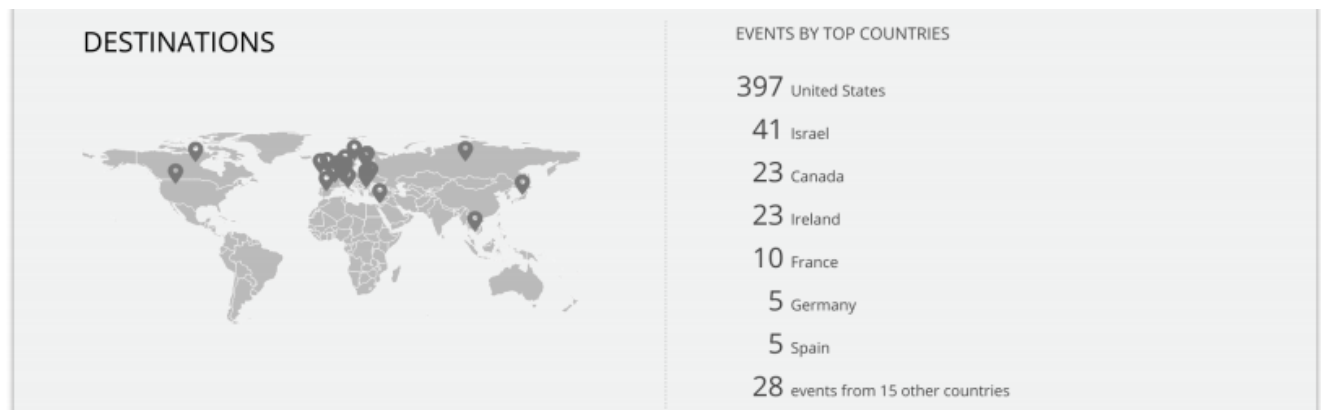 DESTINATIONS
EVENTS BY TOP COUNTRIES
397 United States
41 Israel
23 Canada
23 Ireland
10 France
5 Germany
5 Spain
28 events from 15 other countries